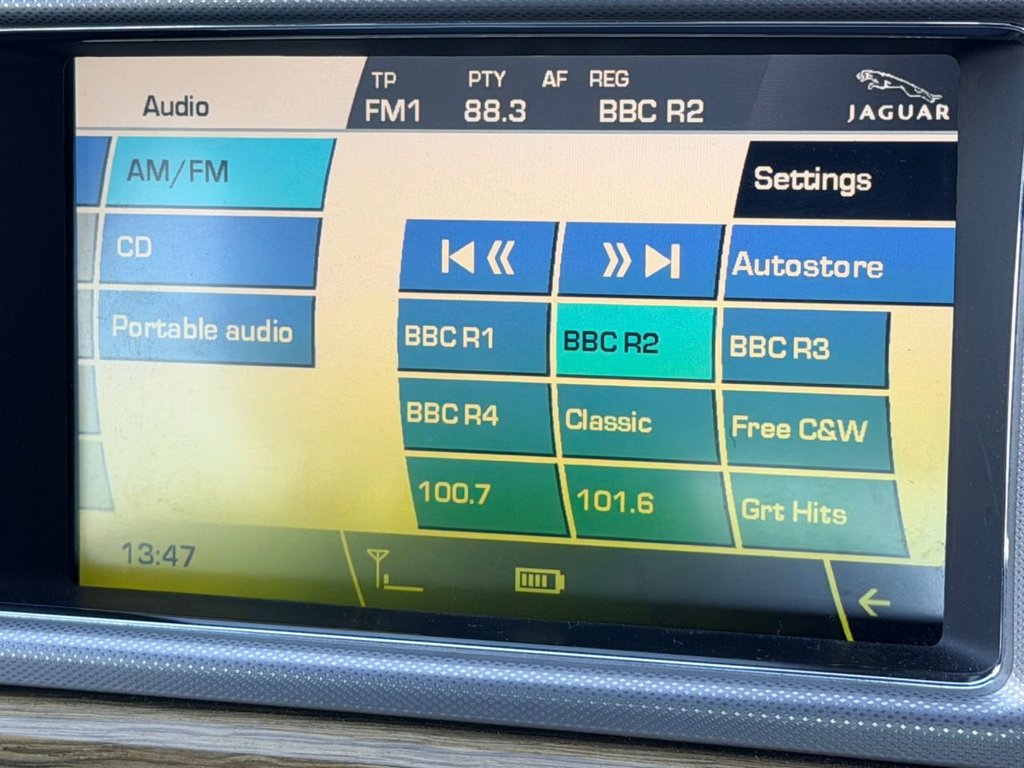 Audio
TP PTY AF REG
FM1 88.3 BBC R2
JAGUAR
AM/FM
Settings
CD
Autostore
Portable audio
BBC R1 BBC R2 BBC R3
BBC R4 Classic Free C&W
100.7 101.6 Grt Hits
13:47